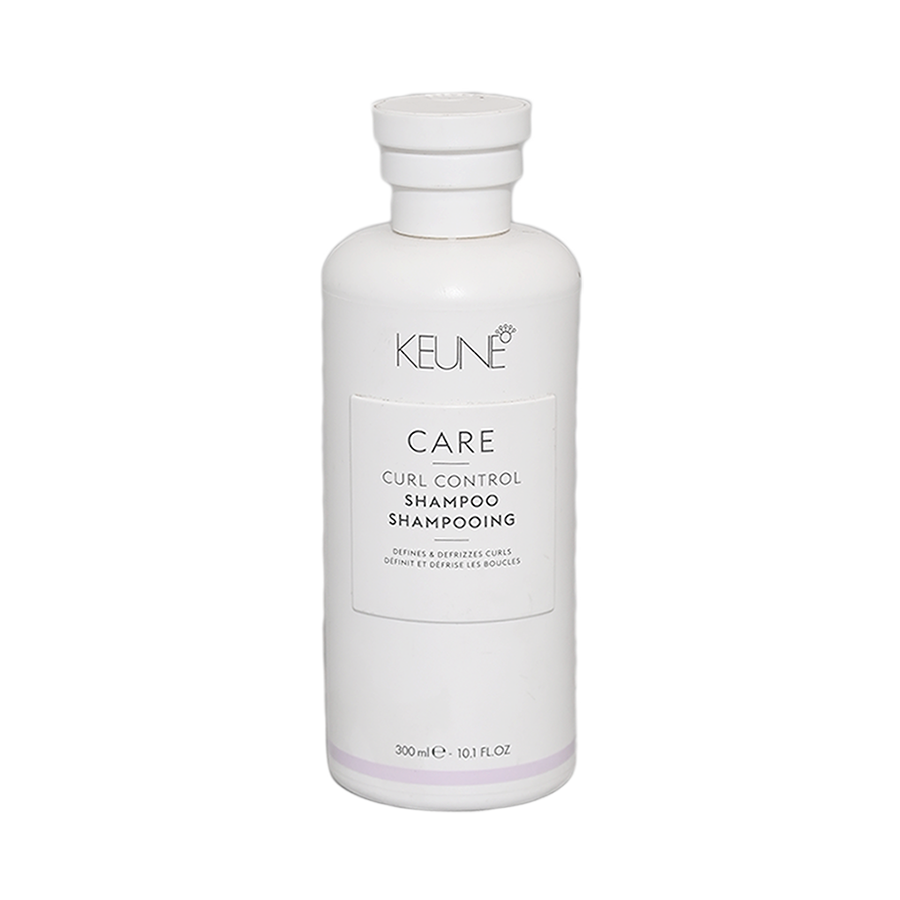 KEUNE
CARE
CURL CONTROL
SHAMPOO
SHAMPOOING
DEFINES & DEFRIZZES CURLS
DÉFINIT ET DÉFRISE LES BOUCLES
300 ml ℮ - 10.1 FL.OZ